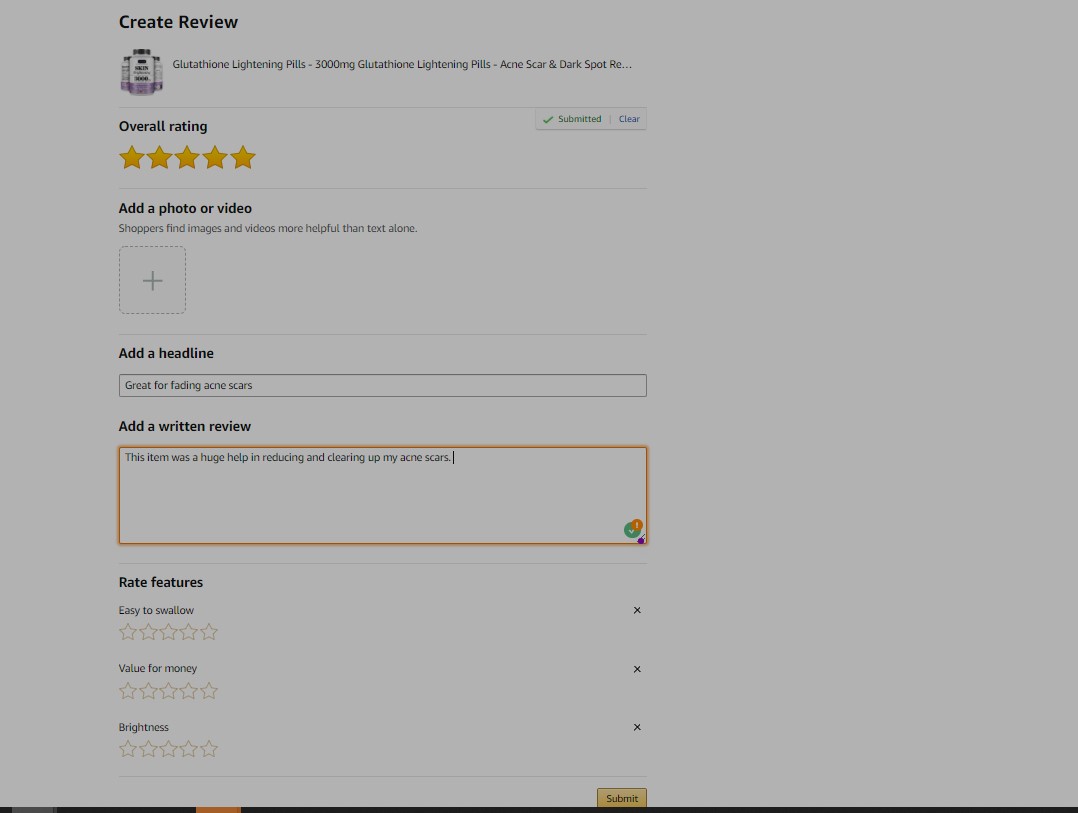 Create Review
SKIN
3000
Glutathione Lightening Pills - 3000mg Glutathione Lightening Pills - Acne Scar & Dark Spot Re...
Overall rating
Submitted | Clear
Add a photo or video
Shoppers find images and videos more helpful than text alone.
Add a headline
Great for fading acne scars
Add a written review
This item was a huge help in reducing and clearing up my acne scars.
Rate features
Easy to swallow
Value for money
Brightness
Submit